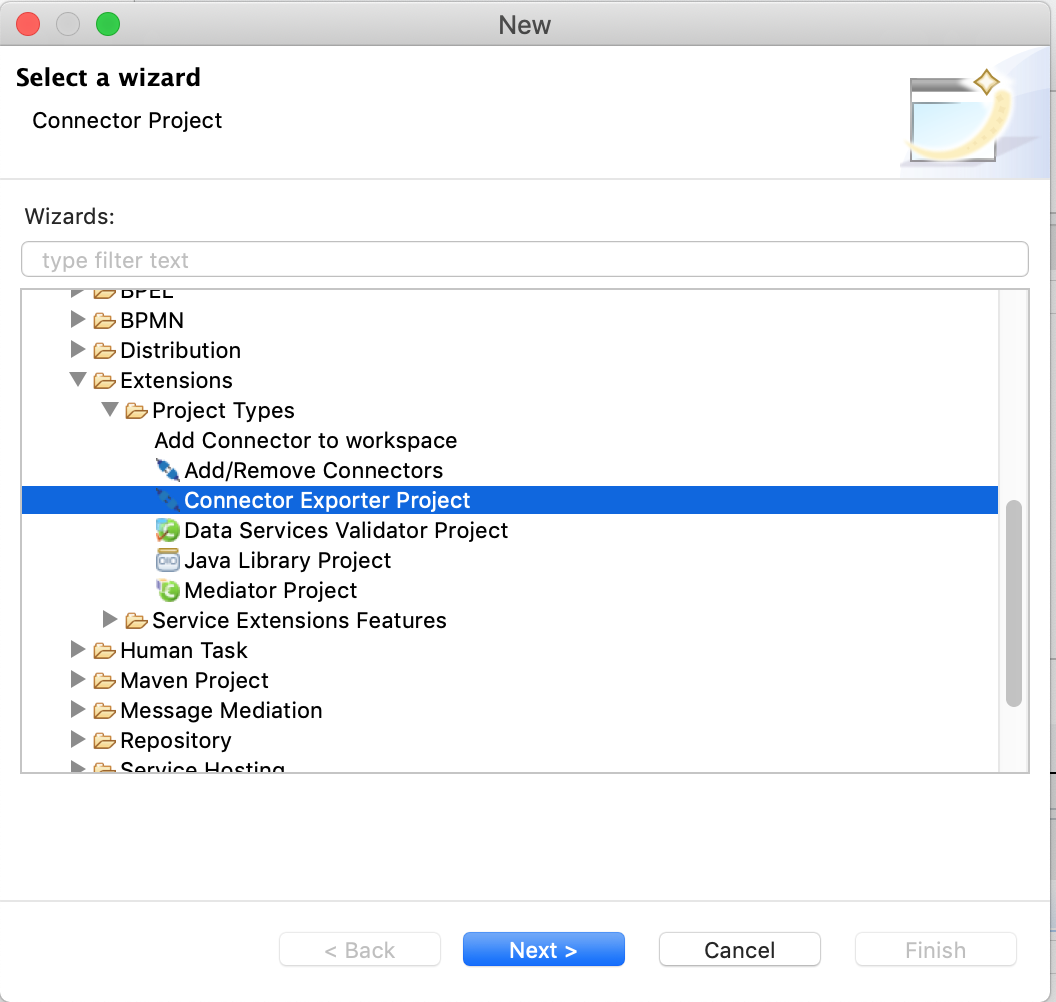 New
Select a wizard
Connector Project
Wizards:
type filter text
BPEL
BPMN
Distribution
Extensions
Project Types
Add Connector to workspace
Add/Remove Connectors
Connector Exporter Project
Data Services Validator Project
Java Library Project
Mediator Project
Service Extensions Features
Human Task
Maven Project
Message Mediation
Repository
Service Hosting
< Back
Next >
Cancel
Finish